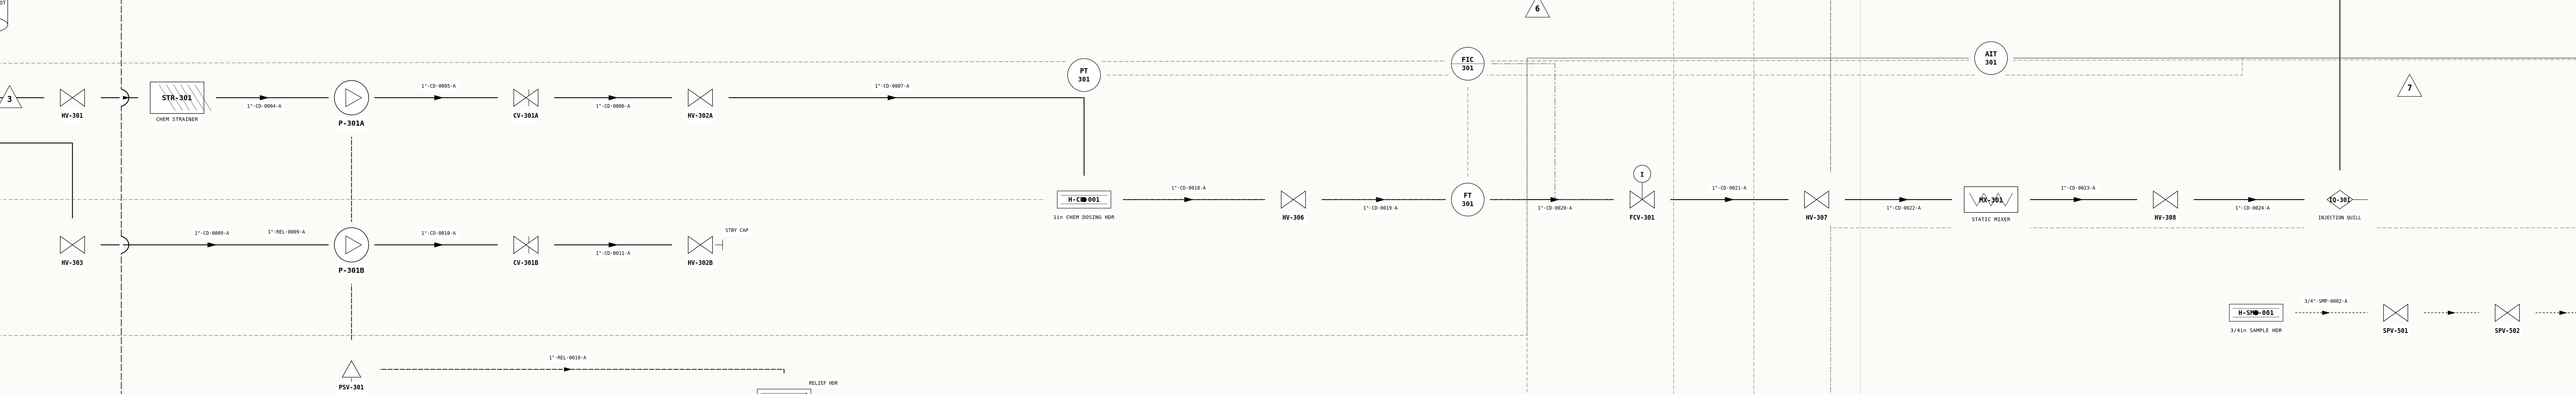 DT
6
3
HV-301
STR-301
CHEM STRAINER
1"-CD-0004-A
P-301A
1"-CD-0005-A
CV-301A
1"-CD-0006-A
HV-302A
1"-CD-0007-A
PT
301
FIC
301
AIT
301
7
HV-303
1"-CD-0009-A
1"-REL-0009-A
P-301B
1"-CD-0010-A
CV-301B
1"-CD-0011-A
HV-302B
STBY CAP
1in CHEM DOSING HDR
1"-CD-0018-A
HV-306
1"-CD-0019-A
FT
301
1"-CD-0020-A
I
FCV-301
1"-CD-0021-A
HV-307
1"-CD-0022-A
MX-301
STATIC MIXER
1"-CD-0023-A
HV-308
1"-CD-0024-A
IQ-301
INJECTION QUILL
3/4in SAMPLE HDR
3/4"-SMP-0002-A
SPV-501
SPV-502
PSV-301
1"-REL-0010-A
RELIEF HDR